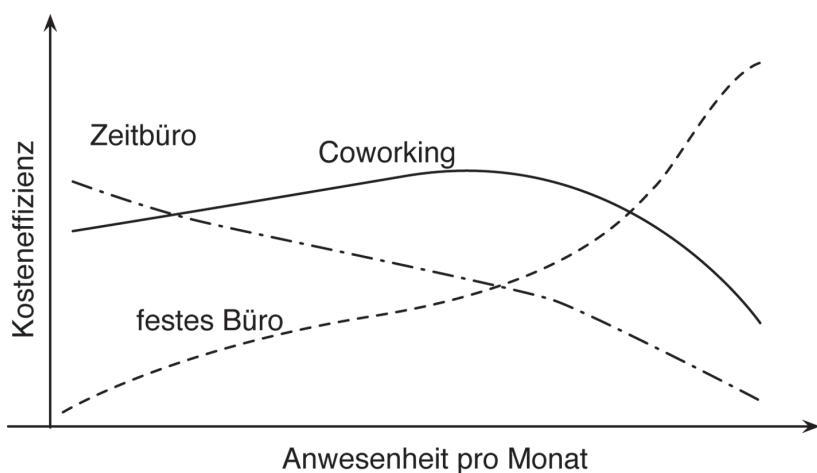 Zeitbüro
Coworking
Kosteneffizienz
festes Büro
Anwesenheit pro Monat